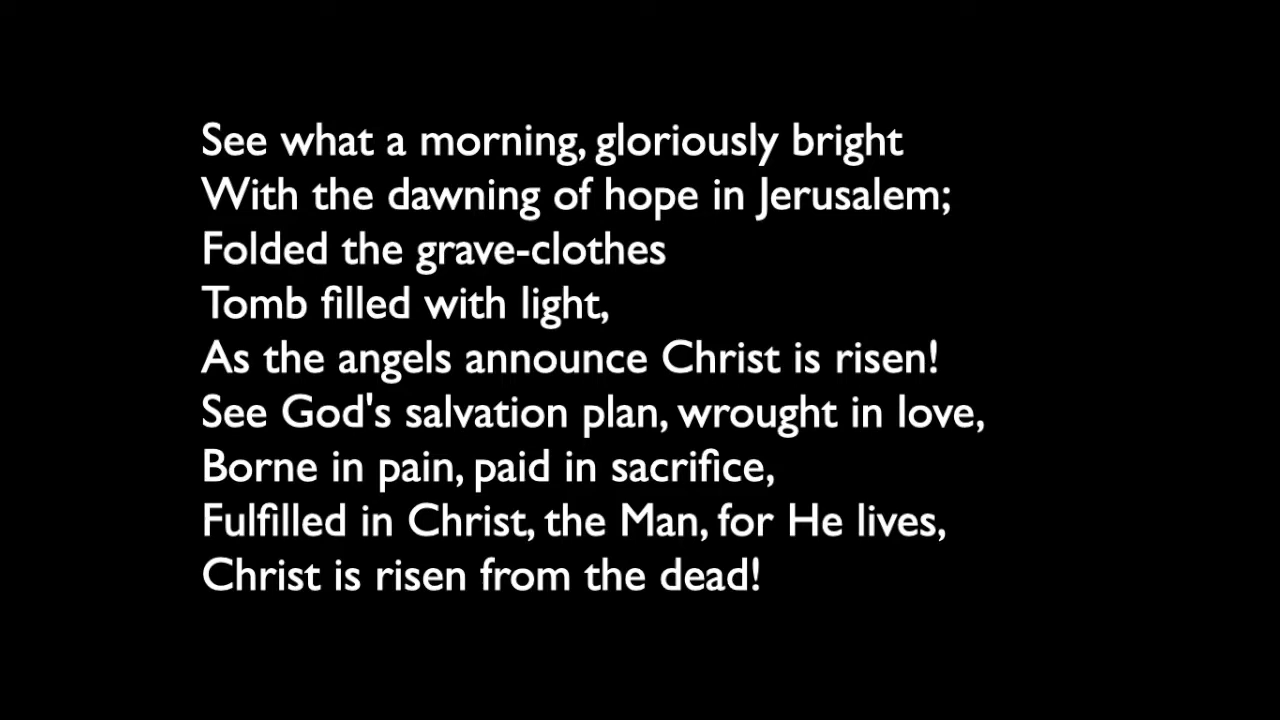 See what a morning, gloriously bright
With the dawning of hope in Jerusalem;
Folded the grave-clothes
Tomb filled with light,
As the angels announce Christ is risen!
See God's salvation plan, wrought in love,
Borne in pain, paid in sacrifice,
Fulfilled in Christ, the Man, for He lives,
Christ is risen from the dead!